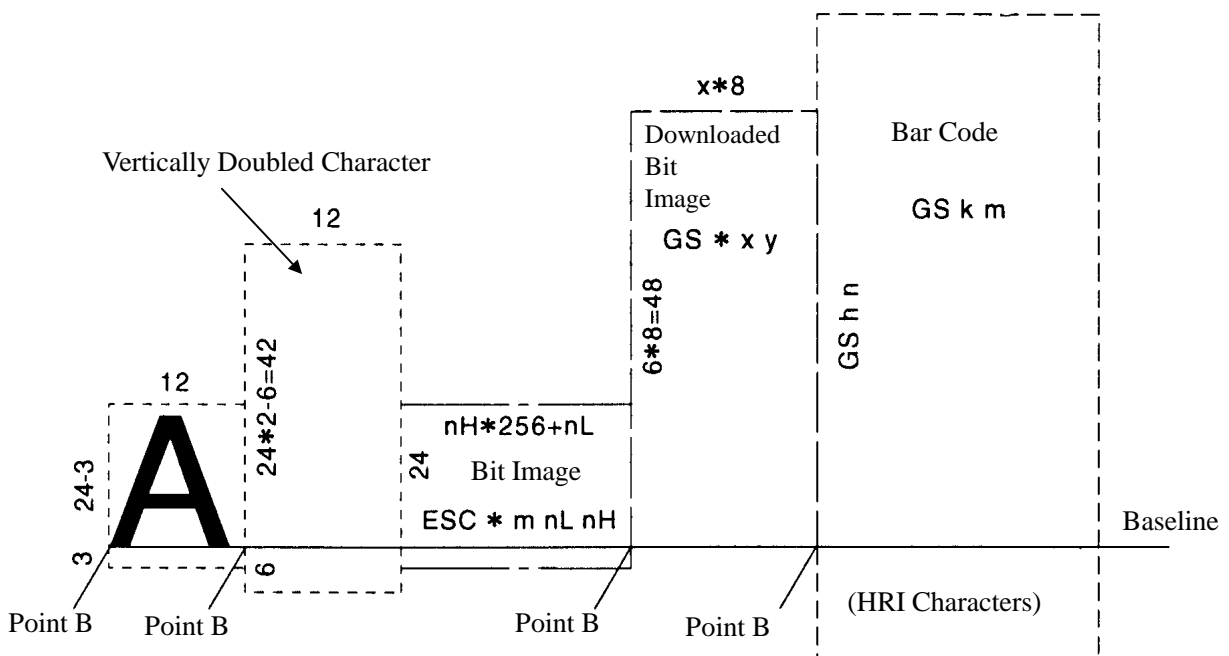 x*8
Downloaded
Bit
Image
GS * x y
6*8=48
Bar Code
GS k m
GS h n
Vertically Doubled Character
12
24*2-6=42
6
12
24-3
A
3
nH*256+nL
24
Bit Image
ESC * m nL nH
Baseline
(HRI Characters)
Point B
Point B
Point B
Point B